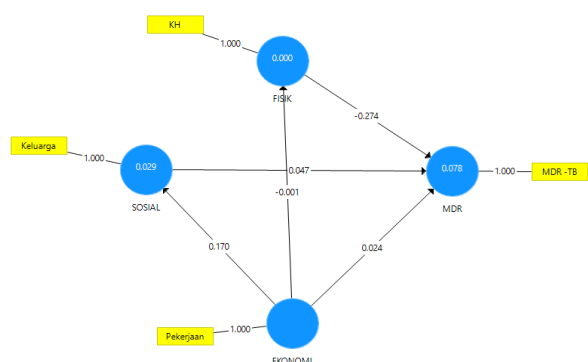 KH
1.000
0.000
FISIK
-0.274
Keluarga
1.000
0.029
SOSIAL
0.047
-0.001
0.078
MDR
1.000
MDR -TB
0.170
0.024
Pekerjaan
1.000
EKONOMI